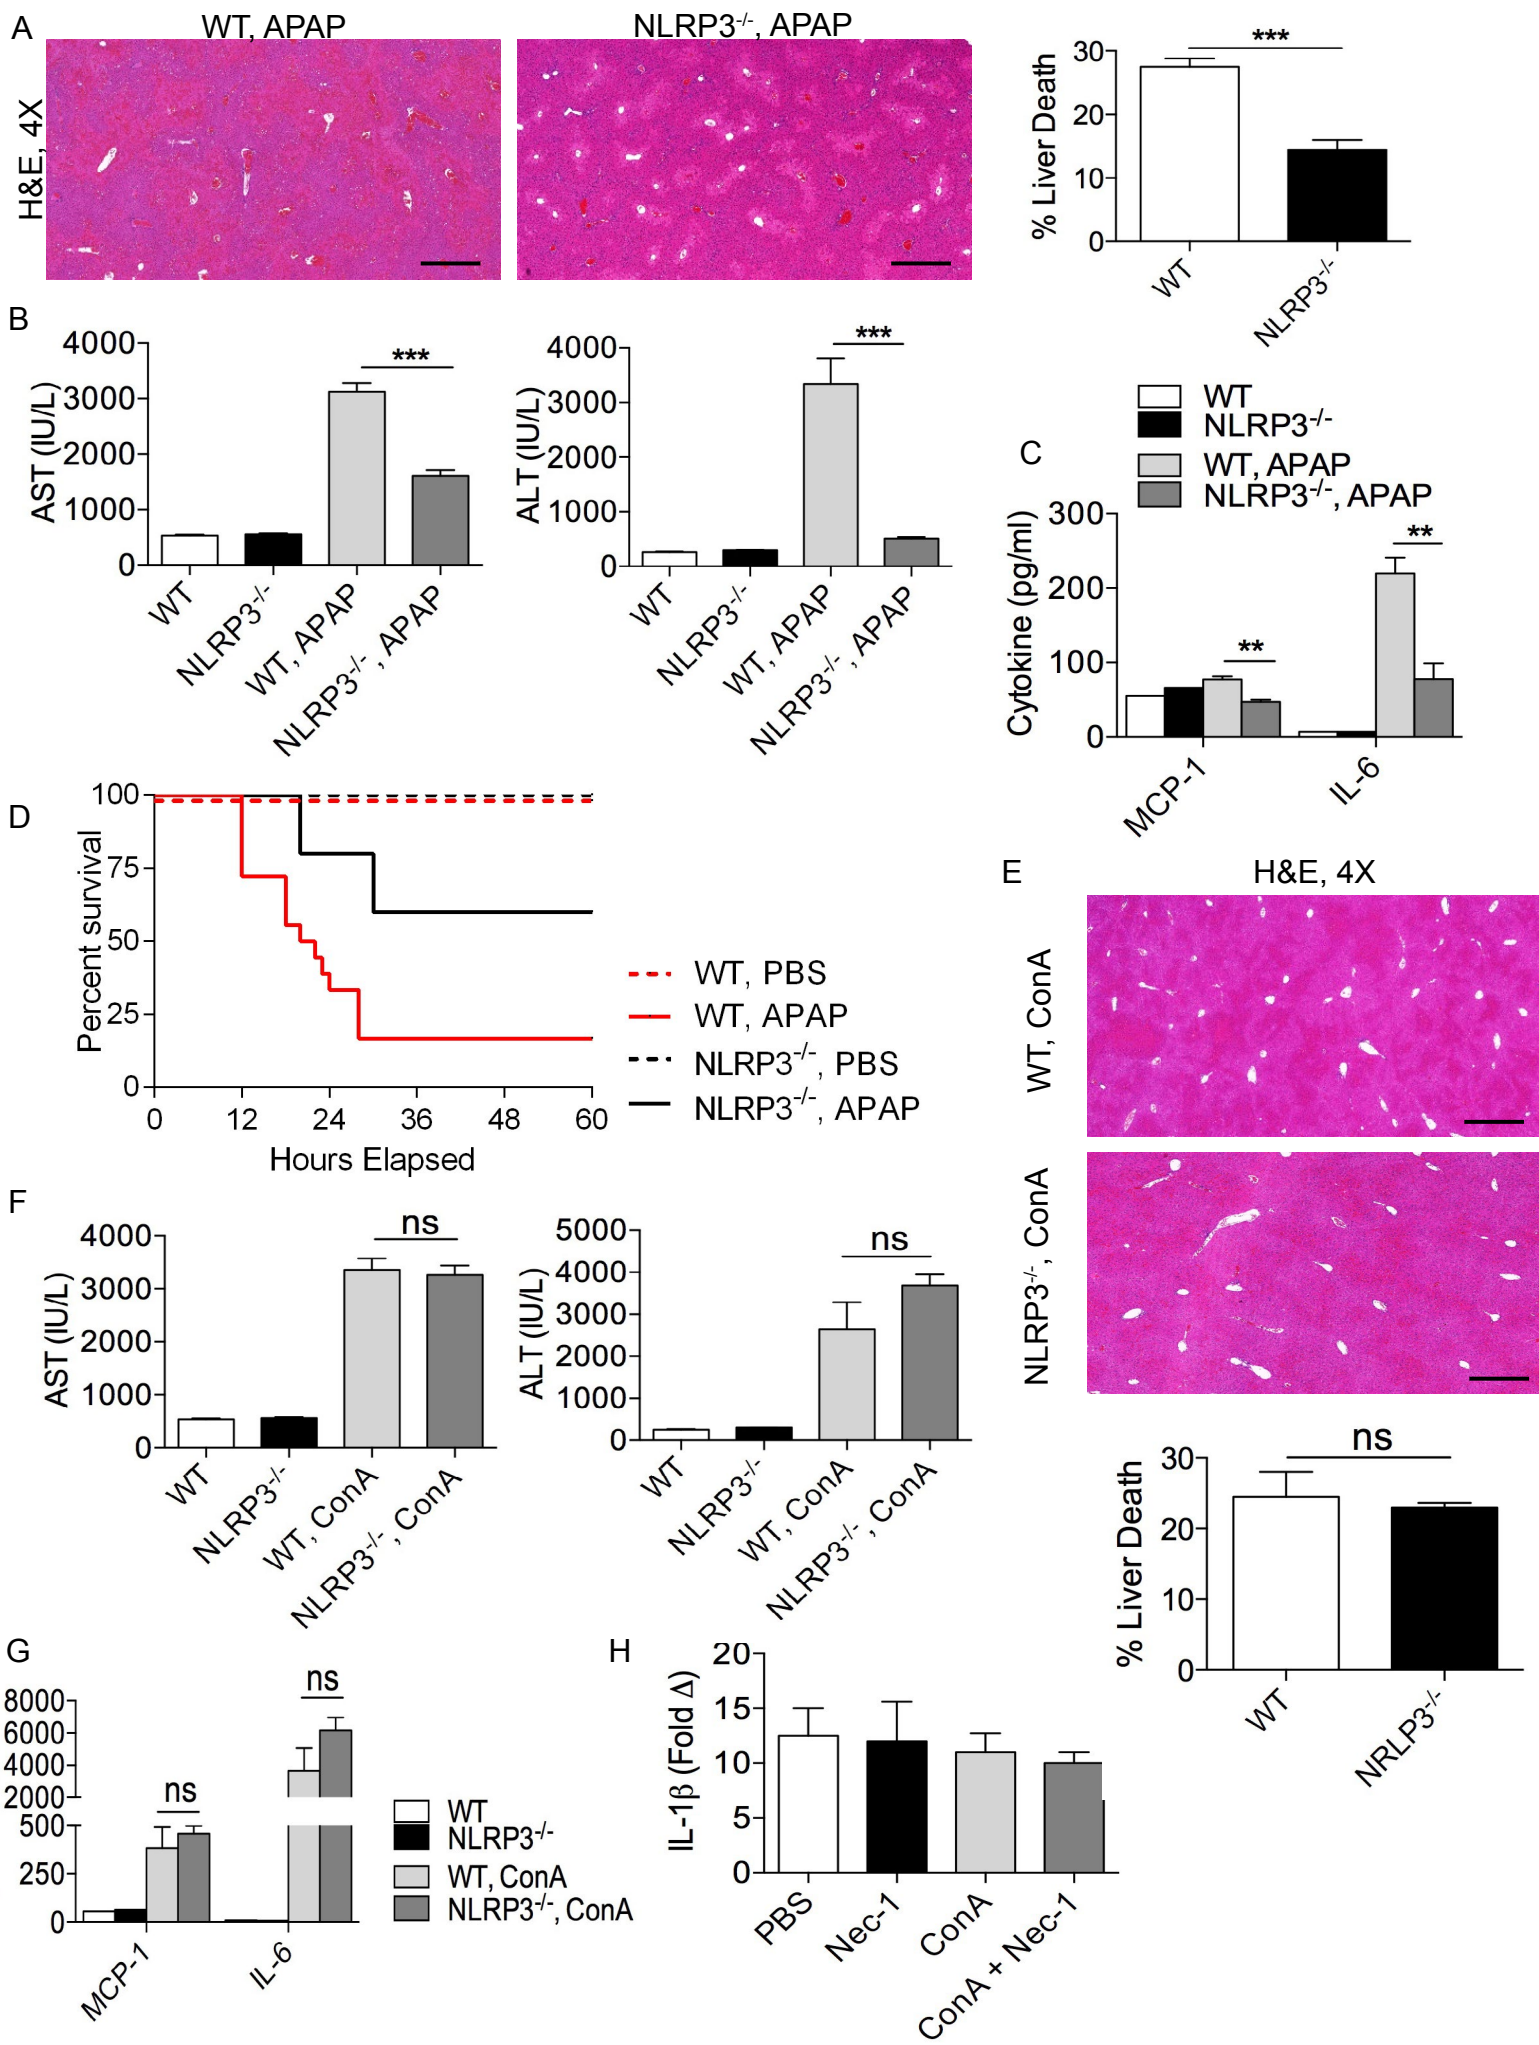 A
WT, APAP
NLRP3-/-, APAP
H&E, 4X
% Liver Death
30
20
10
0
***
WT
NLRP3-/-
B
AST (IU/L)
4000
3000
2000
1000
0
***
WT
NLRP3-/-
WT, APAP
NLRP3-/-, APAP
ALT (IU/L)
4000
3000
2000
1000
0
***
WT
NLRP3-/-
WT, APAP
NLRP3-/-, APAP
C
WT
NLRP3-/-
WT, APAP
NLRP3-/-, APAP
Cytokine (pg/ml)
300
200
100
0
**
**
MCP-1
IL-6
D
Percent survival
100
75
50
25
0
0 12 24 36 48 60
Hours Elapsed
WT, PBS
WT, APAP
NLRP3-/-, PBS
NLRP3-/-, APAP
E
H&E, 4X
WT, ConA
NLRP3-/-, ConA
% Liver Death
30
20
10
0
ns
WT
NRLP3-/-
F
AST (IU/L)
4000
3000
2000
1000
0
ns
WT
NLRP3-/-
WT, ConA
NLRP3-/-, ConA
ALT (IU/L)
5000
4000
3000
2000
1000
0
ns
WT
NLRP3-/-
WT, ConA
NLRP3-/-, ConA
G
8000
6000
4000
2000
500
250
0
ns
ns
MCP-1
IL-6
WT
NLRP3-/-
WT, ConA
NLRP3-/-, ConA
H
IL-1β (Fold Δ)
20
15
10
5
0
PBS
Nec-1
ConA
ConA + Nec-1